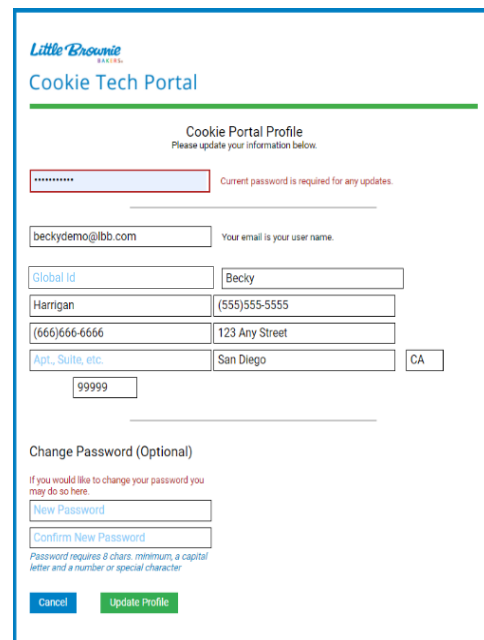 Little Brownie
BAKERS
Cookie Tech Portal
Cookie Portal Profile
Please update your information below.
••••••••••• Current password is required for any updates.
beckydemo@lbb.com Your email is your user name.
Global Id Becky
Harrigan (555)555-5555
(666)666-6666 123 Any Street
Apt., Suite, etc. San Diego CA
99999
Change Password (Optional)
If you would like to change your password you
may do so here.
New Password
Confirm New Password
Password requires 8 chars. minimum, a capital
letter and a number or special character
Cancel Update Profile